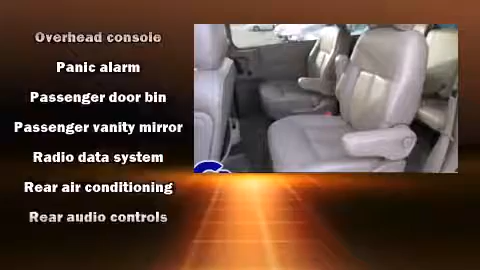 Overhead console
Panic alarm
Passenger door bin
Passenger vanity mirror
Radio data system
Rear air conditioning
Rear audio controls